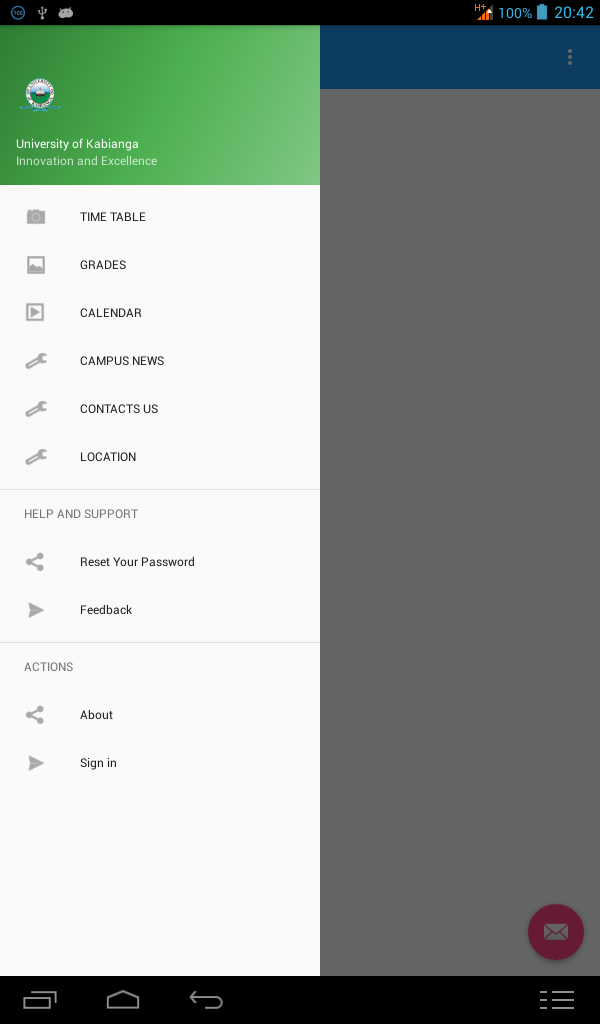 100 H+ 100% 20:42
University of Kabianga
Innovation and Excellence
TIME TABLE
GRADES
CALENDAR
CAMPUS NEWS
CONTACTS US
LOCATION
HELP AND SUPPORT
Reset Your Password
Feedback
ACTIONS
About
Sign in